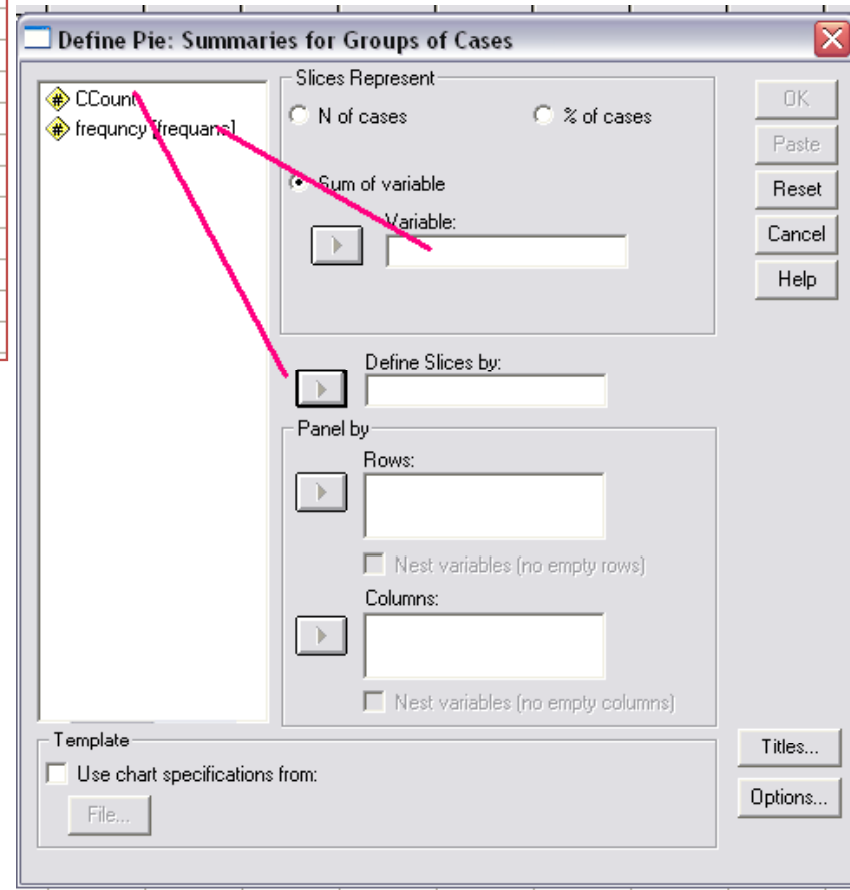 Define Pie: Summaries for Groups of Cases
CCount
frequncy [frequans]
Slices Represent
N of cases
% of cases
Sum of variable
Variable:
Define Slices by:
Panel by
Rows:
Nest variables (no empty rows)
Columns:
Nest variables (no empty columns)
OK
Paste
Reset
Cancel
Help
Template
Use chart specifications from:
File...
Titles...
Options...